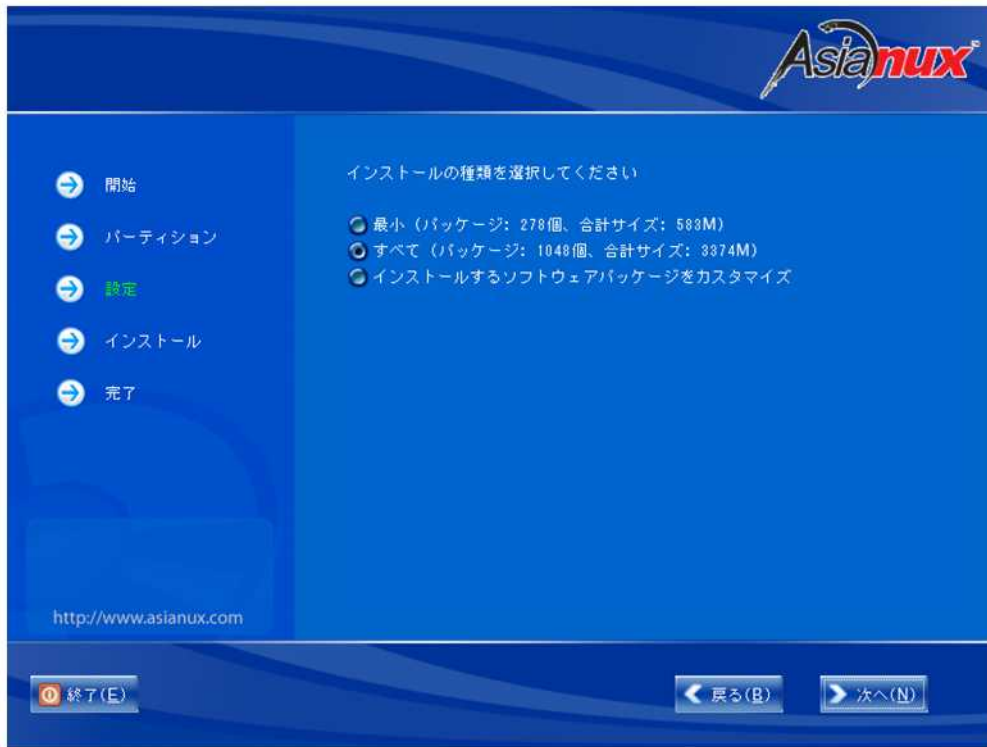 Asianux
開始
パーティション
設定
インストール
完了
http://www.asianux.com
インストールの種類を選択してください
最小 (パッケージ: 278個、合計サイズ: 583M)
すべて (パッケージ: 1048個、合計サイズ: 3374M)
インストールするソフトウェアパッケージをカスタマイズ
終了(E)
戻る(B)
次へ(N)